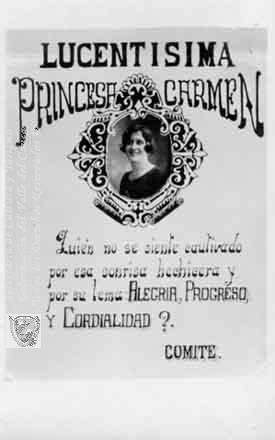 LUCENTISIMA
PRINCESA CARMEN
Quién no se siente cautivado
por esa sonrisa hechicera y
por su lema ALEGRIA, PROGRESO,
Y CORDIALIDAD ?.
COMITE.